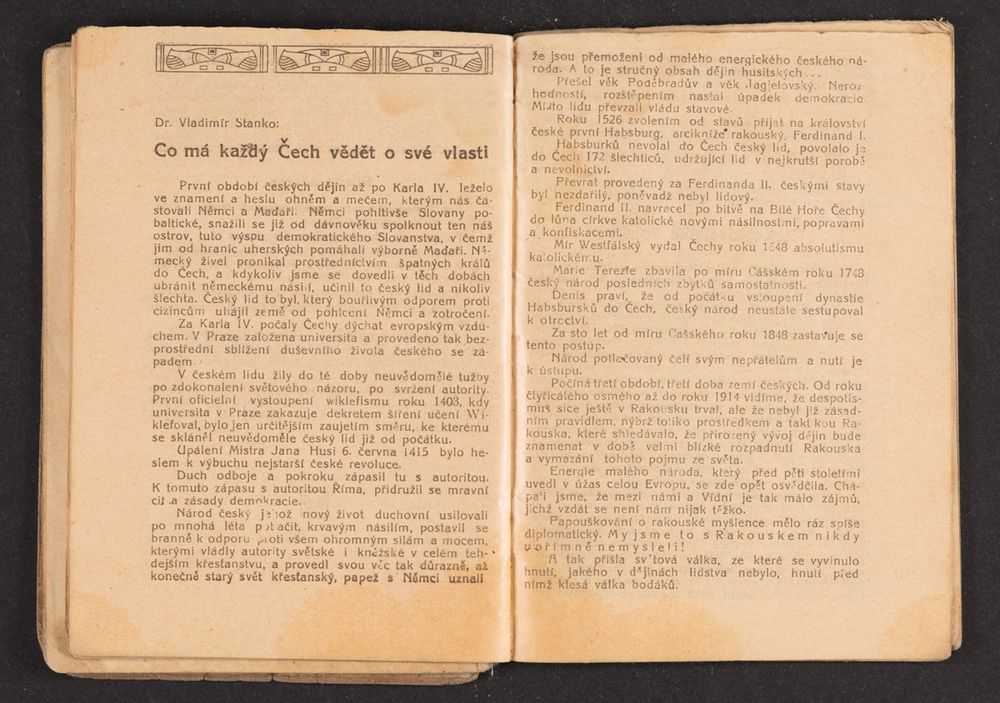 Dr. Vladimír Stanko:
Co má každý Čech vědět o své vlasti
První období českých dějin až po Karla IV. leželo
ve znamení a heslu ohněm a mečem, kterým nás ča-
stovali Němci a Maďaři. Němci pohltivše Slovany po-
baltické, snažili se již od dávnověku spolknout ten náš
ostrov, tuto výspu demokratického Slovanstva, v čemž
jim od hranic uherských pomáhali výborně Maďaři. Ně-
mecký živel pronikal prostřednictvím špatných králů
do Čech, a kdykoliv jsme se dovedli v těch dobách
ubránit německému násilí, učinil to český lid a nikoliv
šlechta. Český lid to byl, který bouřlivým odporem proti
cizincům uhájil země od pohlcení Němci a zotročení.
Za Karla IV. počaly Čechy dýchat evropským vzdu-
chem. V Praze založena universita a provedeno tak bez-
prostřední sblížení duševního života českého se zá-
padem.
V českém lidu žily do té doby neuvědomělé tužby
po zdokonalení světového názoru, po svržení autority.
První oficielní vystoupení wiklefismu roku 1403, kdy
universita v Praze zakazuje dekretem šíření učení Wi-
klefoval, bylo jen určitějším zaujetím směru, ke kterému
se skláněl neuvědoměle český lid již od počátku.
Upálení Mistra Jana Husi 6. června 1415 bylo he-
slem k výbuchu nejstarší české revoluce.
Duch odboje a pokroku zápasil tu s autoritou.
K tomuto zápasu s autoritou Říma, přidružil se mravní
cit a zásady demokracie.
Národ český jehož nový život duchovní usilovali
po mnohá léta potlačit, krvavým násilím, postavil se
branně k odporu proti všem ohromným silám a mocem,
kterými vládly autority světské i kněžské v celém teh-
dejším křesťanstvu, a provedl svou věc tak důrazně, až
konečně starý svět křesťanský, papež s Němci uznali
že jsou přemoženi od malého energického českého ná-
roda. A to je stručný obsah dějin husitských ...
Přešel věk Poděbradův a věk Jagielovský. Neroz-
hodností, rozštěpením nastal úpadek demokracie.
Místo lidu převzali vládu stavové.
Roku 1526 zvolením od stavů přijat na království
české první Habsburg, arcikníže rakouský, Ferdinand I.
Habsburků nevolal do Čech český lid, povolalo je
do Čech 172 šlechticů, udržující lid v nejkrutší porobě
a nevolnictví.
Převrat provedený za Ferdinanda II. českými stavy
byl nezdařilý, poněvadž nebyl lidový.
Ferdinand II. navracel po bitvě na Bílé Hoře Čechy
do lůna církve katolické novými násilnostmi, popravami
a konfiskacemi.
Mír Westfálský vydal Čechy roku 1648 absolutismu
katolickému.
Marie Terezie zbavila po míru Cášském roku 1748
český národ posledních zbytků samostatnosti.
Denis praví, že od počátku vstoupení dynastie
Habsburků do Čech, český národ neustále sestupoval
k otroctví.
Za sto let od míru Cašského roku 1848 zastavuje se
tento postup.
Národ potlačovaný čelí svým nepřátelům a nutí je
k ústupu.
Počíná třetí období, třetí doba zemí českých. Od roku
čtyřicátého osmého až do roku 1914 vidíme, že despotis-
mus sice ještě v Rakousku trval, ale že nebyl již zásad-
ním pravidlem, nýbrž toliko prostředkem a taktikou Ra-
kouska, které shledávalo, že přirozený vývoj dějin bude
znamenat v době velmi blízké rozpadnutí Rakouska
a vymazání tohoto pojmu ze světa.
Energie malého národa, který před pěti stoletími
uvedl v úžas celou Evropu, se zde opět osvědčila. Chá-
pali jsme, že mezi námi a Vídní je tak málo zájmů,
jichž vzdát se není nám nijak těžko.
Papouškování o rakouské myšlence mělo ráz spíše
diplomatický. My jsme to s Rakouskem nikdy
upřímně nemysleli!
A tak přišla světová válka, ze které se vyvinulo
hnutí, jakého v dějinách lidstva nebylo, hnutí před
nímž klesá válka bodáků.